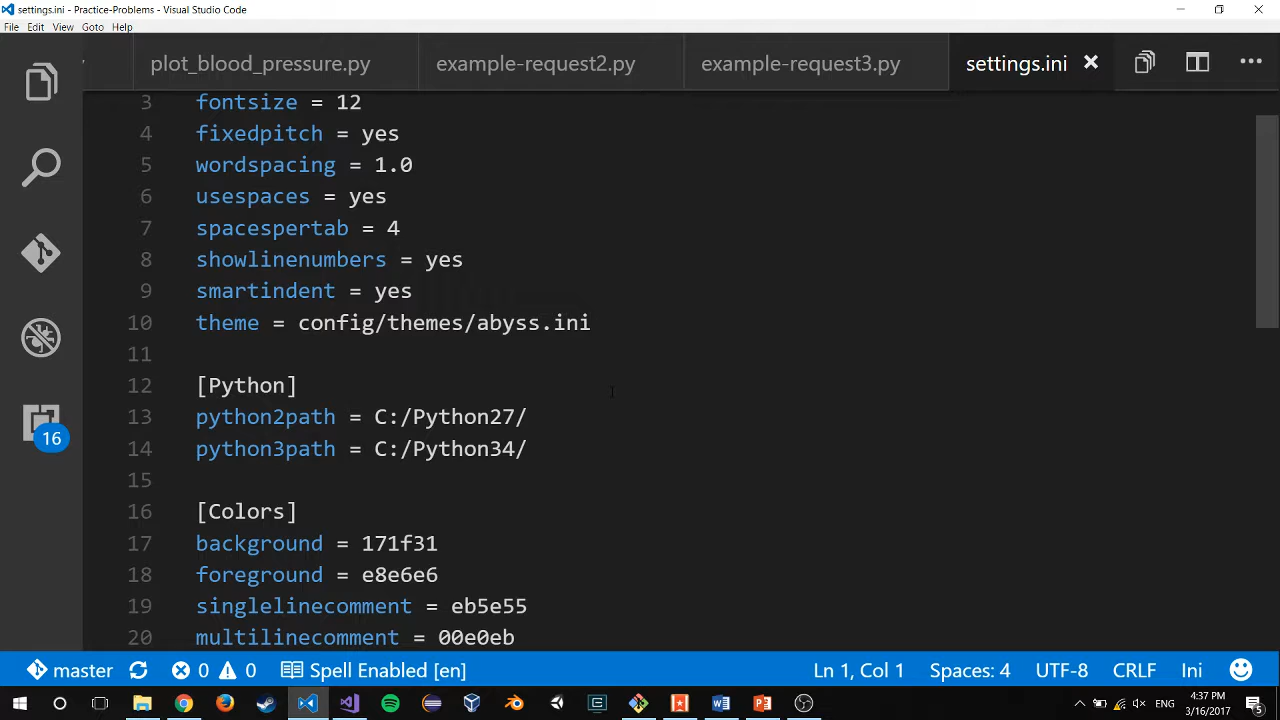 settings.ini - Practice-Problems - Visual Studio Code
File Edit View Goto Help
plot_blood_pressure.py example-request2.py example-request3.py settings.ini
3 fontsize = 12
4 fixedpitch = yes
5 wordspacing = 1.0
6 usespaces = yes
7 spacespertab = 4
8 showlinenumbers = yes
9 smartindent = yes
10 theme = config/themes/abyss.ini
11
12 [Python]
13 python2path = C:/Python27/
14 python3path = C:/Python34/
15
16 [Colors]
17 background = 171f31
18 foreground = e8e6e6
19 singlelinecomment = eb5e55
20 multilinecomment = 00e0eb
16
master 0 0 Spell Enabled [en] Ln 1, Col 1 Spaces: 4 UTF-8 CRLF Ini
ENG 4:37 PM
3/16/2017 5